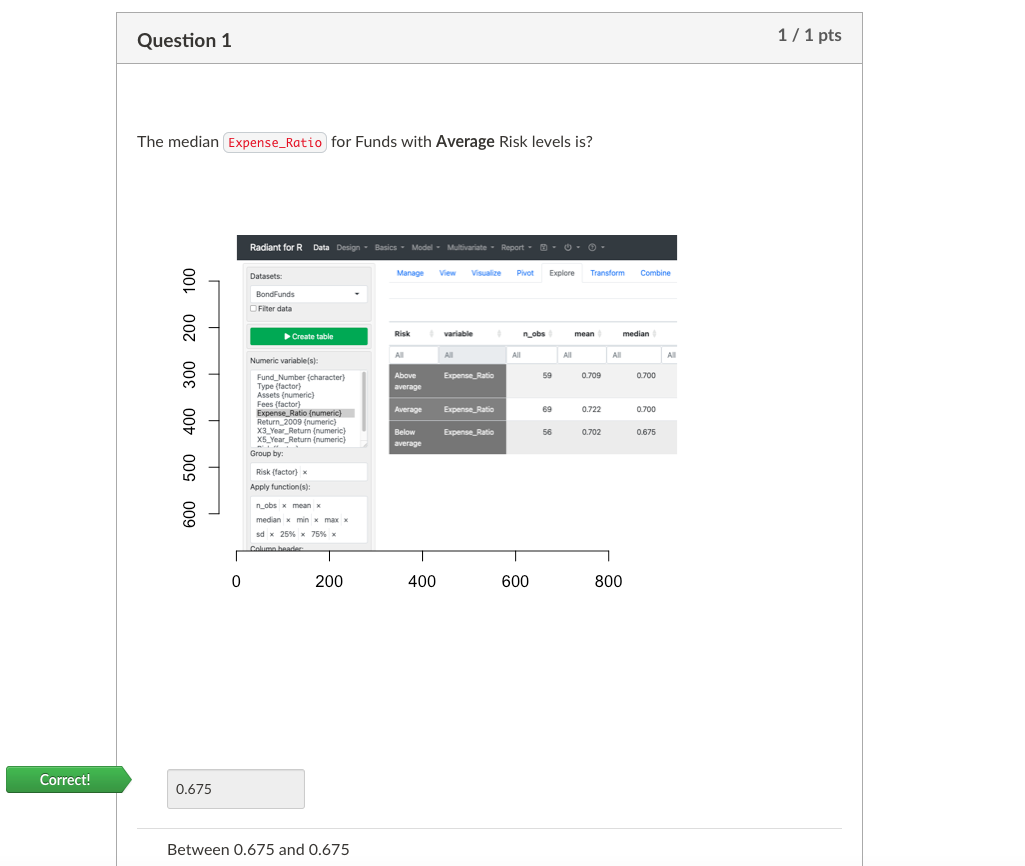 Question 1
1 / 1 pts
The median Expense_Ratio for Funds with Average Risk levels is?
Radiant for R Data Design Basics Model Multivariate Report
Datasets:
BondFunds
Filter data
Create table
Numeric variable(s):
Fund_Number {character}
Type {factor}
Assets {numeric}
Fees {factor}
Expense_Ratio {numeric}
Return_2009 {numeric}
X3_Year_Return {numeric}
X5_Year_Return {numeric}
Group by:
Risk {factor} ×
Apply function(s):
n_obs × mean ×
median × min × max ×
sd × 25% × 75% ×
Column header:
Manage View Visualize Pivot Explore Transform Combine
Risk variable n_obs mean median
All All All All All All
Above average Expense_Ratio 59 0.709 0.700
Average Expense_Ratio 69 0.722 0.700
Below average Expense_Ratio 56 0.702 0.675
100
200
300
400
500
600
0 200 400 600 800
Correct!
0.675
Between 0.675 and 0.675